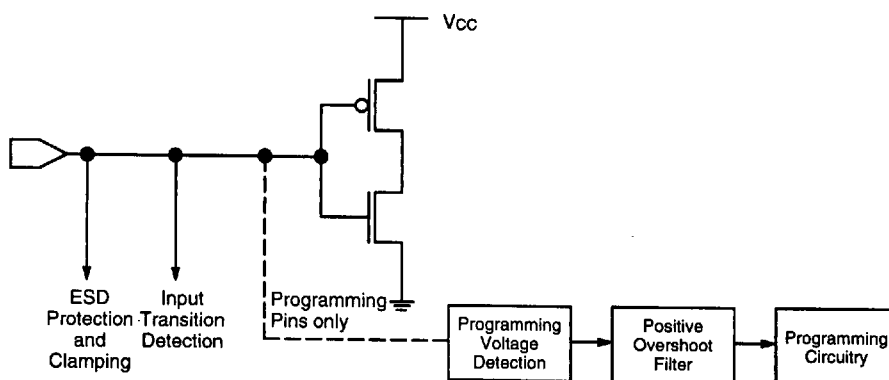 Vcc
ESD
Protection
and
Clamping
Input
Transition
Detection
Programming
Pins only
Programming
Voltage
Detection
Positive
Overshoot
Filter
Programming
Circuitry